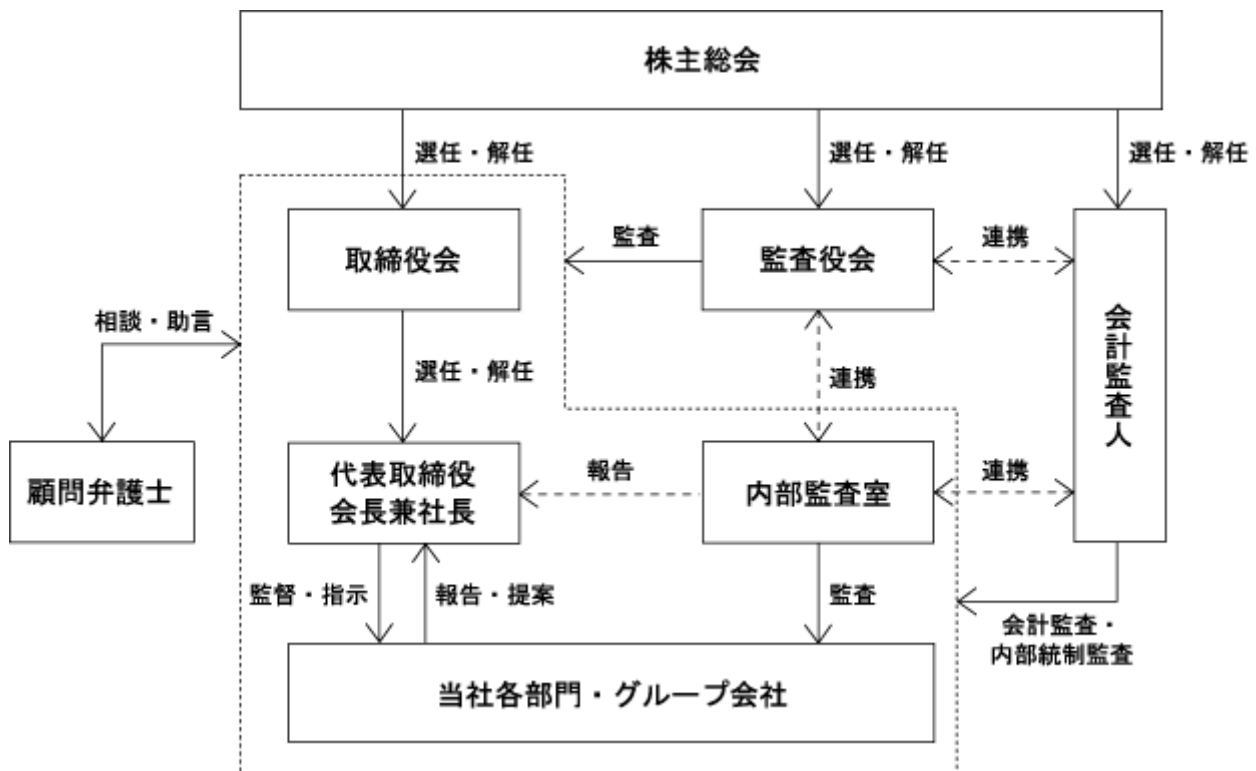 株主総会
選任・解任
選任・解任
選任・解任
取締役会
監査
監査役会
連携
会計監査人
相談・助言
選任・解任
連携
顧問弁護士
代表取締役
会長兼社長
報告
内部監査室
連携
監督・指示
報告・提案
監査
会計監査・
内部統制監査
当社各部門・グループ会社